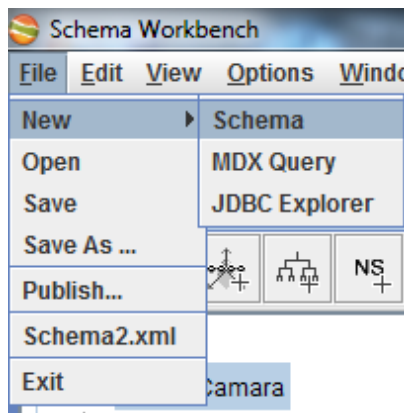 Schema Workbench
File Edit View Options
New Schema
Open MDX Query
Save JDBC Explorer
Save As ...
Publish...
NS
Schema2.xml
Exit
Camara